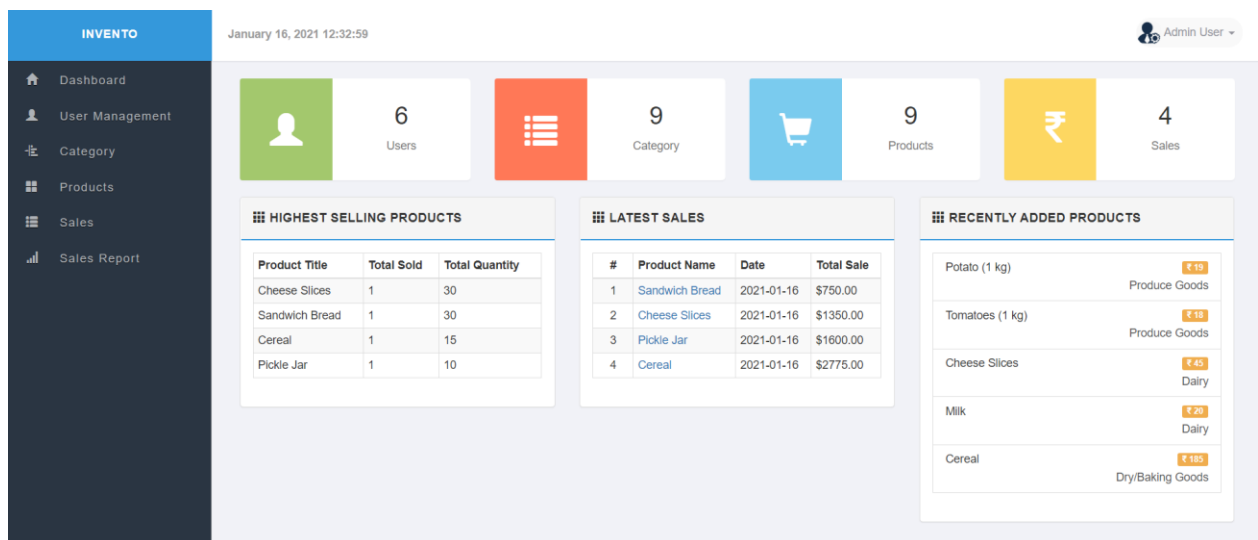 INVENTO
January 16, 2021 12:32:59
Admin User
Dashboard
User Management
Category
Products
Sales
Sales Report
6
Users
9
Category
9
Products
₹
4
Sales
HIGHEST SELLING PRODUCTS
Product Title Total Sold Total Quantity
Cheese Slices 1 30
Sandwich Bread 1 30
Cereal 1 15
Pickle Jar 1 10
LATEST SALES
# Product Name Date Total Sale
1 Sandwich Bread 2021-01-16 $750.00
2 Cheese Slices 2021-01-16 $1350.00
3 Pickle Jar 2021-01-16 $1600.00
4 Cereal 2021-01-16 $2775.00
RECENTLY ADDED PRODUCTS
Potato (1 kg) ₹ 19
Produce Goods
Tomatoes (1 kg) ₹ 18
Produce Goods
Cheese Slices ₹ 45
Dairy
Milk ₹ 20
Dairy
Cereal ₹ 185
Dry/Baking Goods